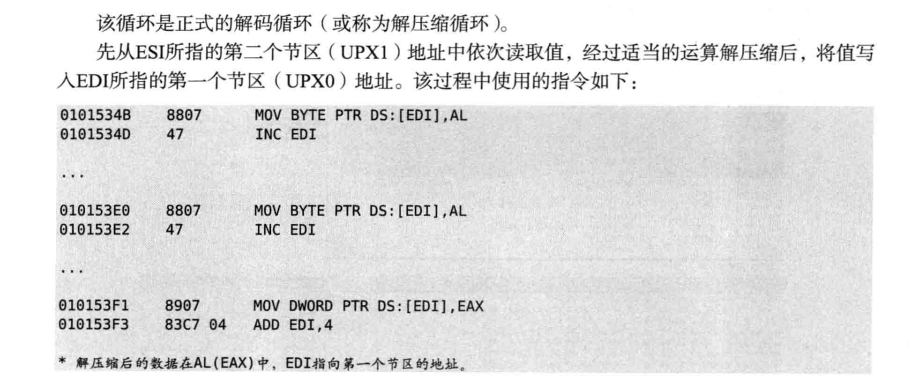 该循环是正式的解码循环（或称为解压缩循环）。
先从ESI所指的第二个节区（UPX1）地址中依次读取值，经过适当的运算解压缩后，将值写
入EDI所指的第一个节区（UPX0）地址。该过程中使用的指令如下：
0101534B 8807 MOV BYTE PTR DS:[EDI],AL
0101534D 47 INC EDI
...
010153E0 8807 MOV BYTE PTR DS:[EDI],AL
010153E2 47 INC EDI
...
010153F1 8907 MOV DWORD PTR DS:[EDI],EAX
010153F3 83C7 04 ADD EDI,4
* 解压缩后的数据在AL(EAX)中，EDI指向第一个节区的地址。